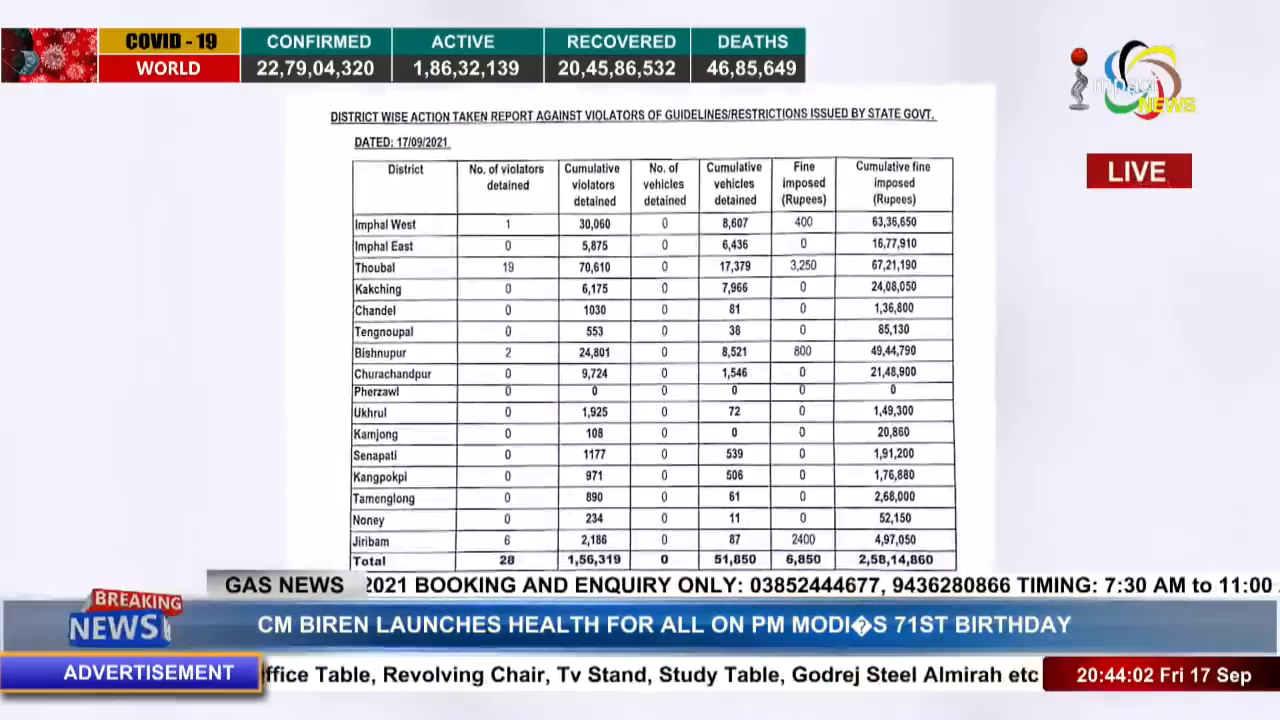 COVID - 19 CONFIRMED ACTIVE RECOVERED DEATHS
WORLD 22,79,04,320 1,86,32,139 20,45,86,532 46,85,649
impact
NEWS
LIVE
DISTRICT WISE ACTION TAKEN REPORT AGAINST VIOLATORS OF GUIDELINES/RESTRICTIONS ISSUED BY STATE GOVT.
DATED: 17/09/2021
District No. of violators detained Cumulative violators detained No. of vehicles detained Cumulative vehicles detained Fine imposed (Rupees) Cumulative fine imposed (Rupees)
Imphal West 1 30,060 0 8,607 400 63,36,650
Imphal East 0 5,875 0 6,436 0 16,77,910
Thoubal 19 70,610 0 17,379 3,250 67,21,190
Kakching 0 6,175 0 7,966 0 24,08,050
Chandel 0 1030 0 81 0 1,36,800
Tengnoupal 0 553 0 38 0 85,130
Bishnupur 2 24,801 0 8,521 800 49,44,790
Churachandpur 0 9,724 0 1,546 0 21,48,900
Pherzawl 0 0 0 0 0 0
Ukhrul 0 1,925 0 72 0 1,49,300
Kamjong 0 108 0 0 0 20,860
Senapati 0 1177 0 539 0 1,91,200
Kangpokpi 0 971 0 506 0 1,76,880
Tamenglong 0 890 0 61 0 2,68,000
Noney 0 234 0 11 0 52,150
Jiribam 6 2,186 0 87 2400 4,97,050
Total 28 1,56,319 0 51,850 6,850 2,58,14,860
GAS NEWS 2021 BOOKING AND ENQUIRY ONLY: 03852444677, 9436280866 TIMING: 7:30 AM to 11:00
BREAKING
NEWS
CM BIREN LAUNCHES HEALTH FOR ALL ON PM MODI�S 71ST BIRTHDAY
ADVERTISEMENT ffice Table, Revolving Chair, Tv Stand, Study Table, Godrej Steel Almirah etc 20:44:02 Fri 17 Sep